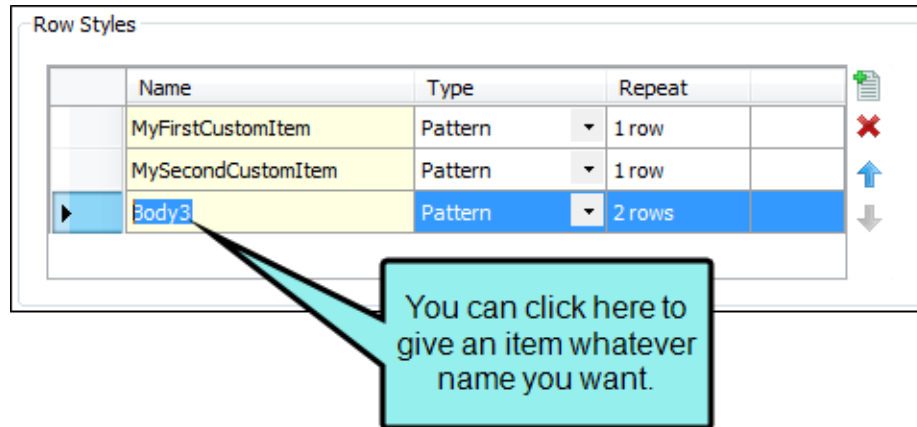 Row Styles
Name Type Repeat
MyFirstCustomItem Pattern 1 row
MySecondCustomItem Pattern 1 row
Body3 Pattern 2 rows
You can click here to
give an item whatever
name you want.